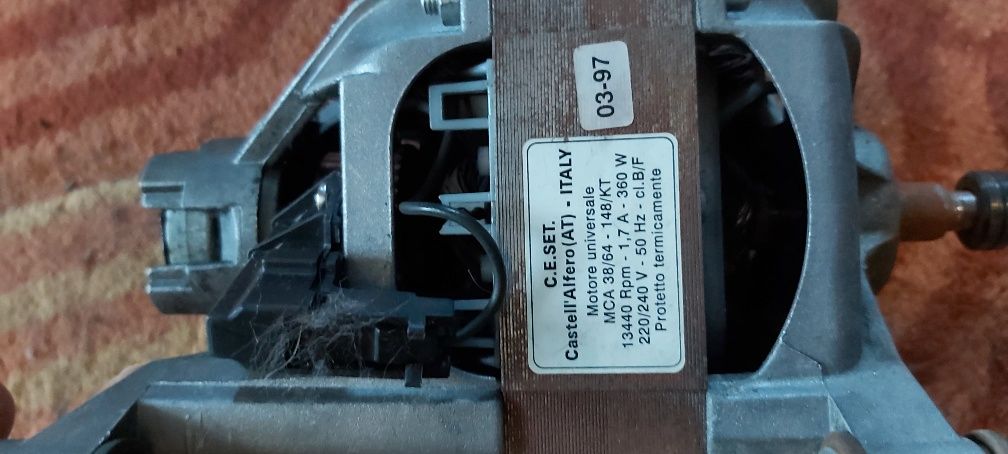 03-97
C.E.SET.
Castell'Alfero (AT) - ITALY
Motore universale
MCA 38/64 - 148/KT
13440 Rpm - 1,7 A - 360 W
220/240 V - 50 Hz - cl.B/F
Protetto termicamente